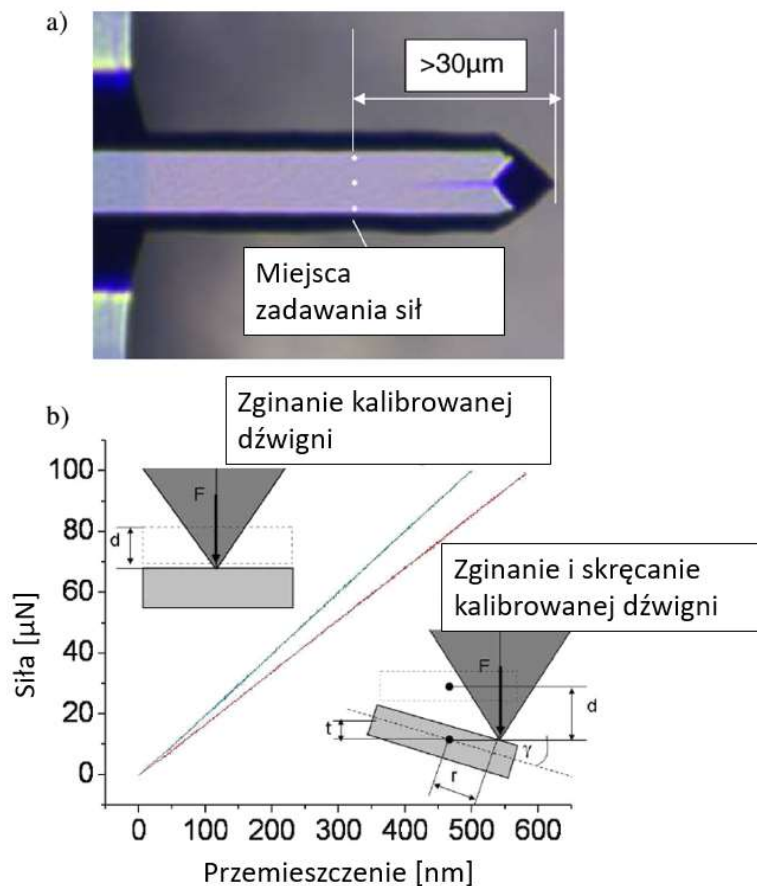 a)
>30µm
Miejsca
zadawania sił
b)
Zginanie kalibrowanej
dźwigni
100
80
60
40
20
0
Siła [µN]
F
d
Zginanie i skręcanie
kalibrowanej dźwigni
F
d
t
γ
r
0 100 200 300 400 500 600
Przemieszczenie [nm]